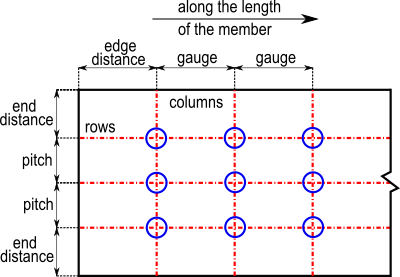 along the length
of the member
edge
distance
gauge
gauge
end
distance
columns
rows
pitch
pitch
end
distance